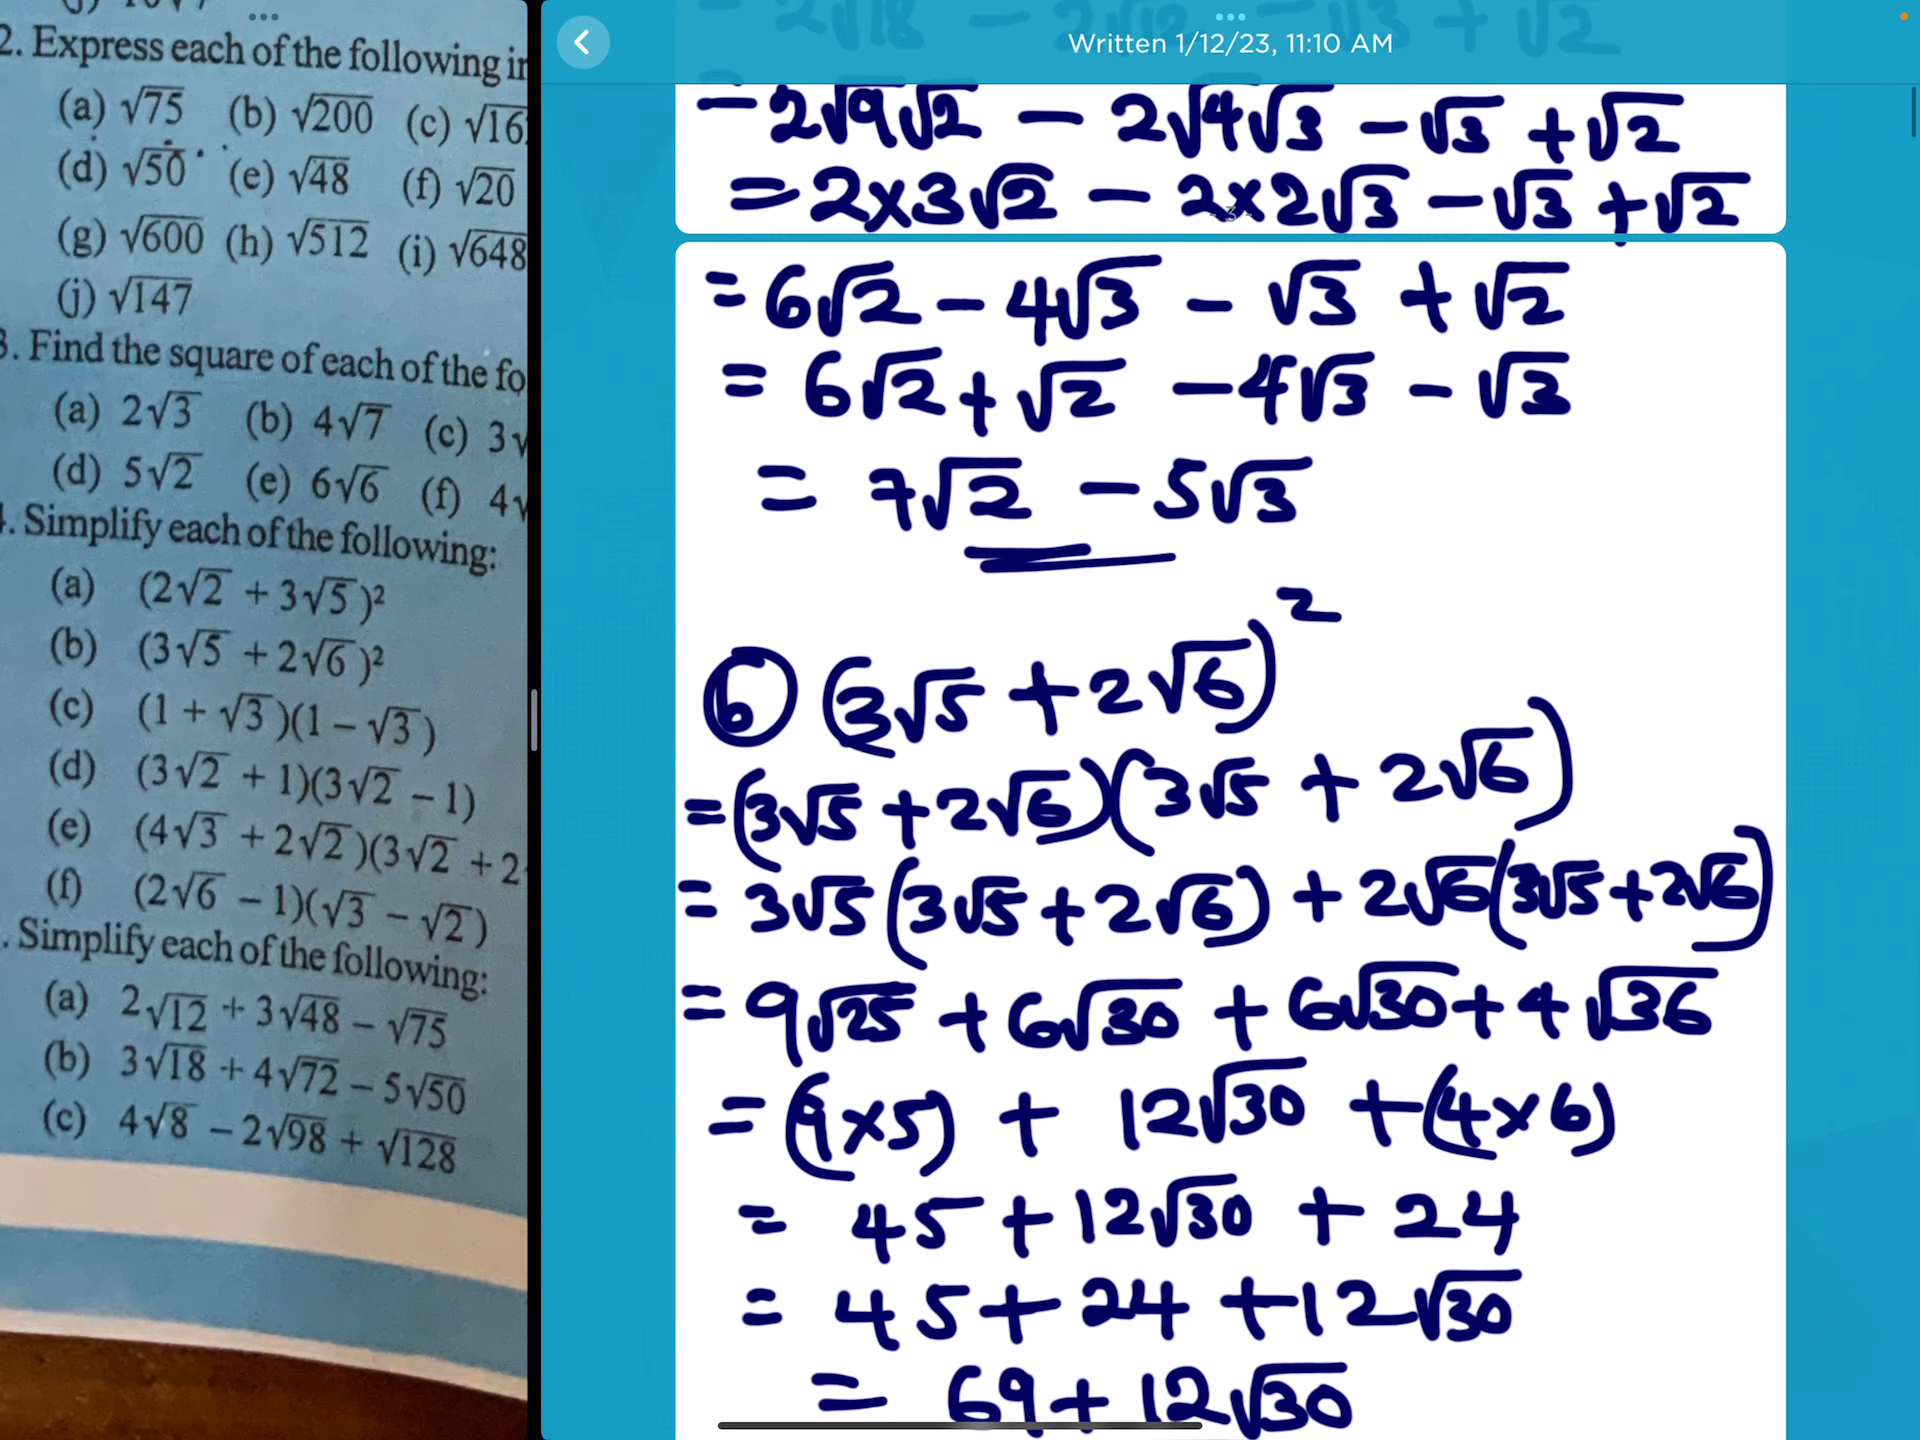 2. Express each of the following in
(a) √75 (b) √200 (c) √16
(d) √50 (e) √48 (f) √20
(g) √600 (h) √512 (i) √648
(j) √147
3. Find the square of each of the fo
(a) 2√3 (b) 4√7 (c) 3√
(d) 5√2 (e) 6√6 (f) 4√
. Simplify each of the following:
(a) (2√2 + 3√5)²
(b) (3√5 + 2√6)²
(c) (1 + √3)(1 − √3)
(d) (3√2 + 1)(3√2 − 1)
(e) (4√3 + 2√2)(3√2 + 2
(f) (2√6 − 1)(√3 − √2)
. Simplify each of the following:
(a) 2√12 + 3√48 − √75
(b) 3√18 + 4√72 − 5√50
(c) 4√8 − 2√98 + √128
Written 1/12/23, 11:10 AM
= 2√18 − 2√12 − √3 + √2
= 2√9√2 − 2√4√3 − √3 + √2
= 2×3√2 − 2×2√3 − √3 + √2
= 6√2 − 4√3 − √3 + √2
= 6√2 + √2 − 4√3 − √3
= 7√2 − 5√3
b (3√5 + 2√6)²
= (3√5 + 2√6)(3√5 + 2√6)
= 3√5(3√5 + 2√6) + 2√6(3√5 + 2√6)
= 9√25 + 6√30 + 6√30 + 4√36
= (9×5) + 12√30 + (4×6)
= 45 + 12√30 + 24
= 45 + 24 + 12√30
= 69 + 12√30